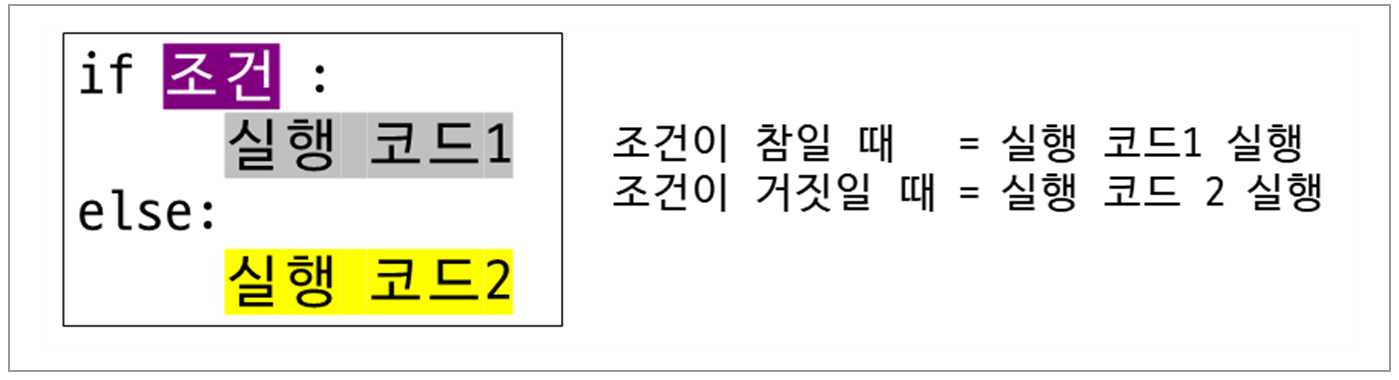 if 조건 :
실행 코드1
else:
실행 코드2
조건이 참일 때 = 실행 코드1 실행
조건이 거짓일 때 = 실행 코드 2 실행